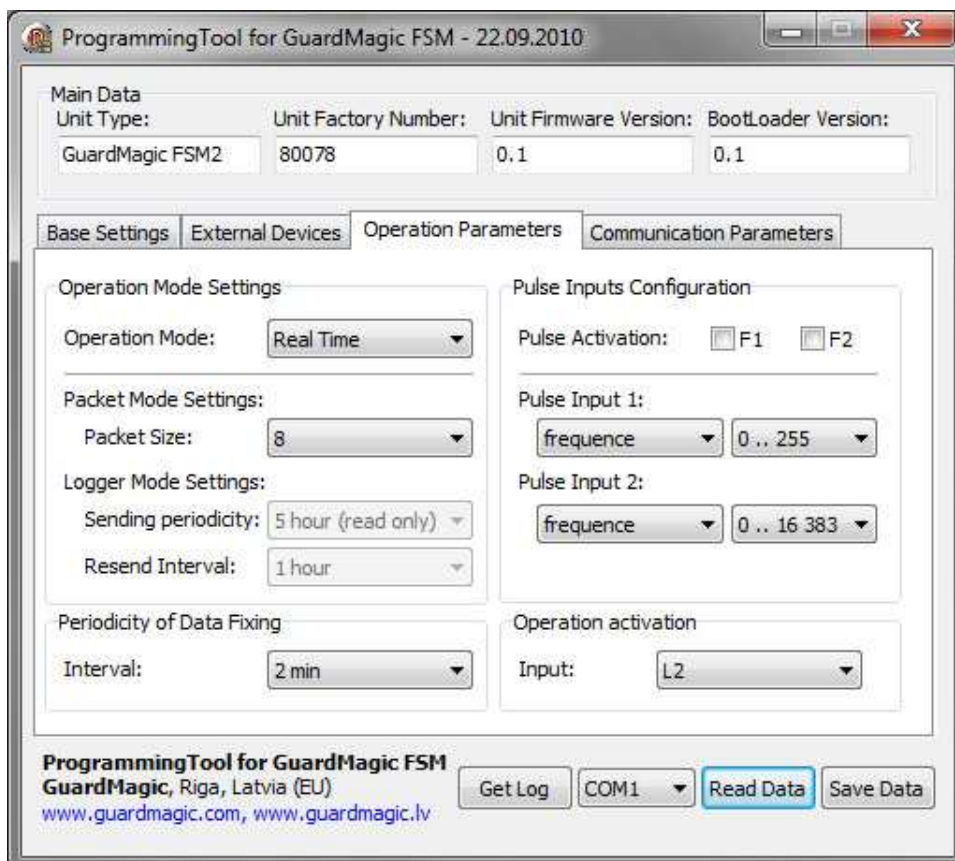 ProgrammingTool for GuardMagic FSM - 22.09.2010
Main Data
Unit Type: Unit Factory Number: Unit Firmware Version: BootLoader Version:
GuardMagic FSM2 80078 0.1 0.1
Base Settings External Devices Operation Parameters Communication Parameters
Operation Mode Settings
Operation Mode: Real Time
Packet Mode Settings:
Packet Size: 8
Logger Mode Settings:
Sending periodicity: 5 hour (read only)
Resend Interval: 1 hour
Pulse Inputs Configuration
Pulse Activation: F1 F2
Pulse Input 1:
frequence 0 .. 255
Pulse Input 2:
frequence 0 .. 16 383
Periodicity of Data Fixing
Interval: 2 min
Operation activation
Input: L2
ProgrammingTool for GuardMagic FSM
GuardMagic, Riga, Latvia (EU)
www.guardmagic.com, www.guardmagic.lv
Get Log COM1 Read Data Save Data